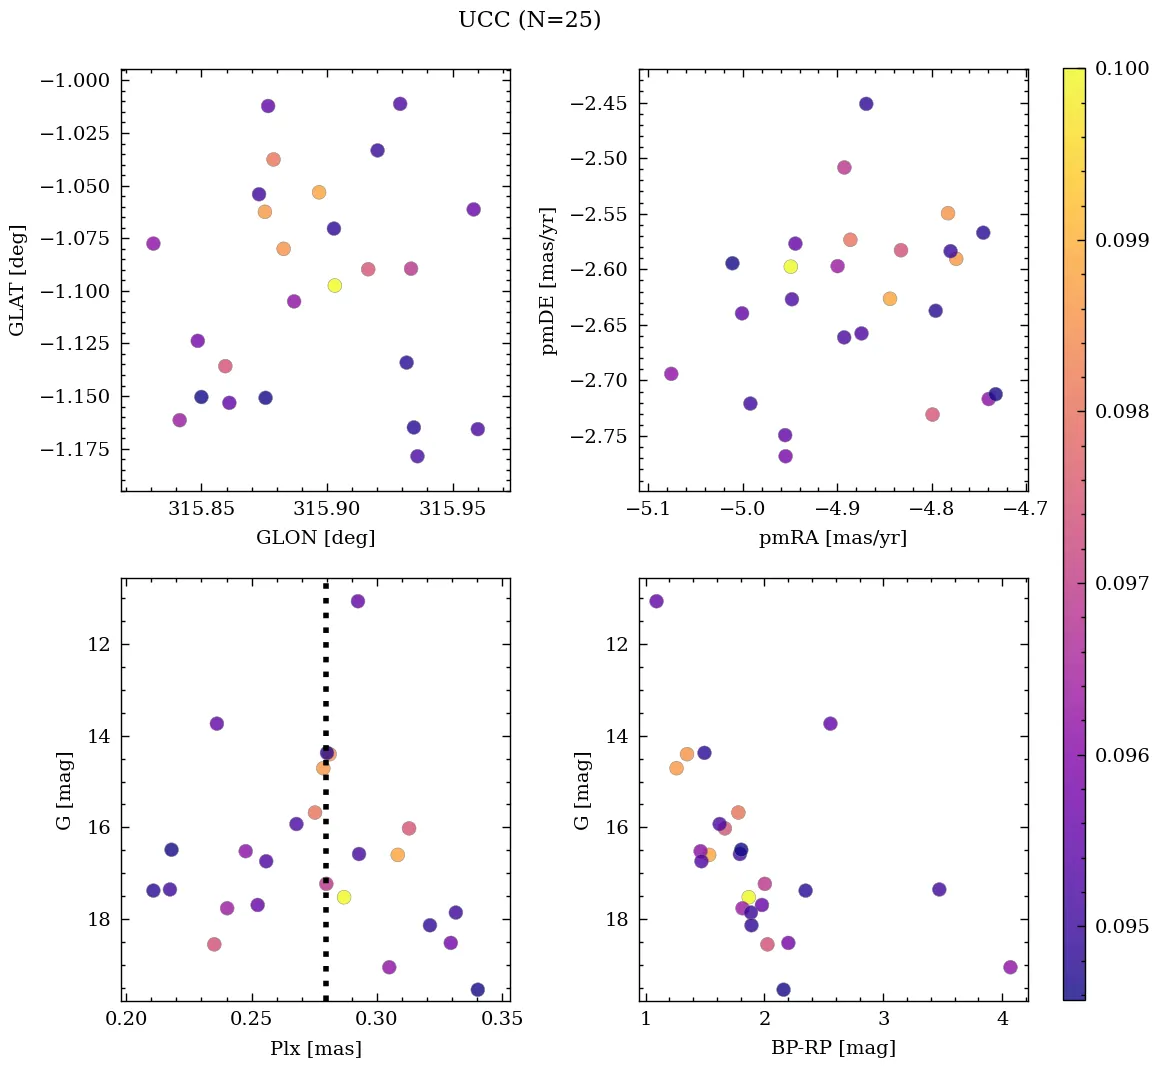 UCC (N=25)
−1.000
−1.025
−1.050
−1.075
−1.100
−1.125
−1.150
−1.175
GLAT [deg]
315.85 315.90 315.95
GLON [deg]
−2.45
−2.50
−2.55
−2.60
−2.65
−2.70
−2.75
pmDE [mas/yr]
−5.1 −5.0 −4.9 −4.8 −4.7
pmRA [mas/yr]
12
14
16
18
G [mag]
0.20 0.25 0.30 0.35
Plx [mas]
12
14
16
18
G [mag]
1 2 3 4
BP-RP [mag]
0.100
0.099
0.098
0.097
0.096
0.095